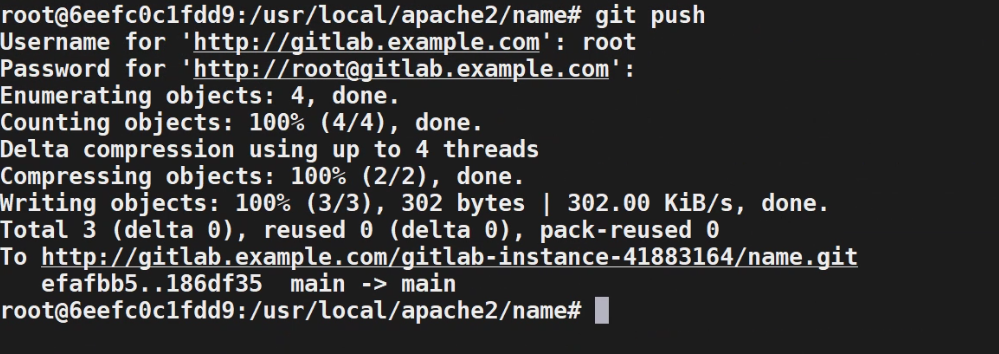 root@6eefc0c1fdd9:/usr/local/apache2/name# git push
Username for 'http://gitlab.example.com': root
Password for 'http://root@gitlab.example.com':
Enumerating objects: 4, done.
Counting objects: 100% (4/4), done.
Delta compression using up to 4 threads
Compressing objects: 100% (2/2), done.
Writing objects: 100% (3/3), 302 bytes | 302.00 KiB/s, done.
Total 3 (delta 0), reused 0 (delta 0), pack-reused 0
To http://gitlab.example.com/gitlab-instance-41883164/name.git
   efafbb5..186df35  main -> main
root@6eefc0c1fdd9:/usr/local/apache2/name#